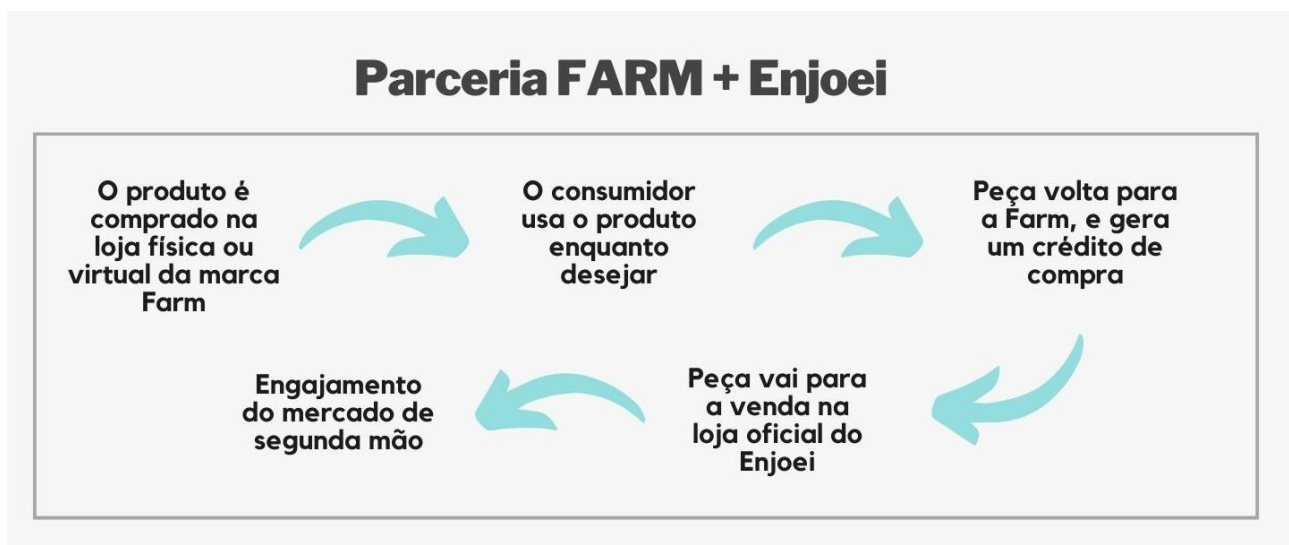 Parceria FARM + Enjoei
O produto é
comprado na
loja física ou
virtual da marca
Farm
O consumidor
usa o produto
enquanto
desejar
Peça volta para
a Farm, e gera
um crédito de
compra
Peça vai para
a venda na
loja oficial do
Enjoei
Engajamento
do mercado de
segunda mão